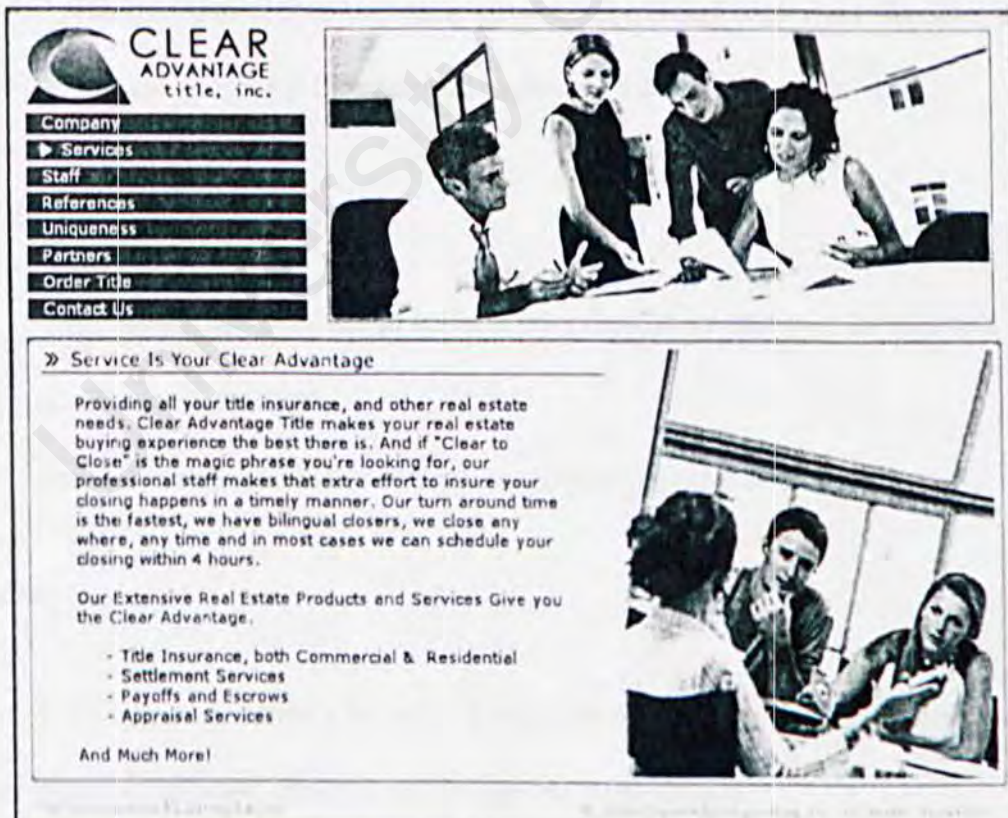 CLEAR
ADVANTAGE
title, inc.
Company
Services
Staff
References
Uniqueness
Partners
Order Title
Contact Us
» Service Is Your Clear Advantage
Providing all your title insurance, and other real estate
needs. Clear Advantage Title makes your real estate
buying experience the best there is. And if "Clear to
Close" is the magic phrase you're looking for, our
professional staff makes that extra effort to insure your
closing happens in a timely manner. Our turn around time
is the fastest, we have bilingual closers, we close any
where, any time and in most cases we can schedule your
closing within 4 hours.
Our Extensive Real Estate Products and Services Give you
the Clear Advantage.
- Title Insurance, both Commercial & Residential
- Settlement Services
- Payoffs and Escrows
- Appraisal Services
And Much More!
University